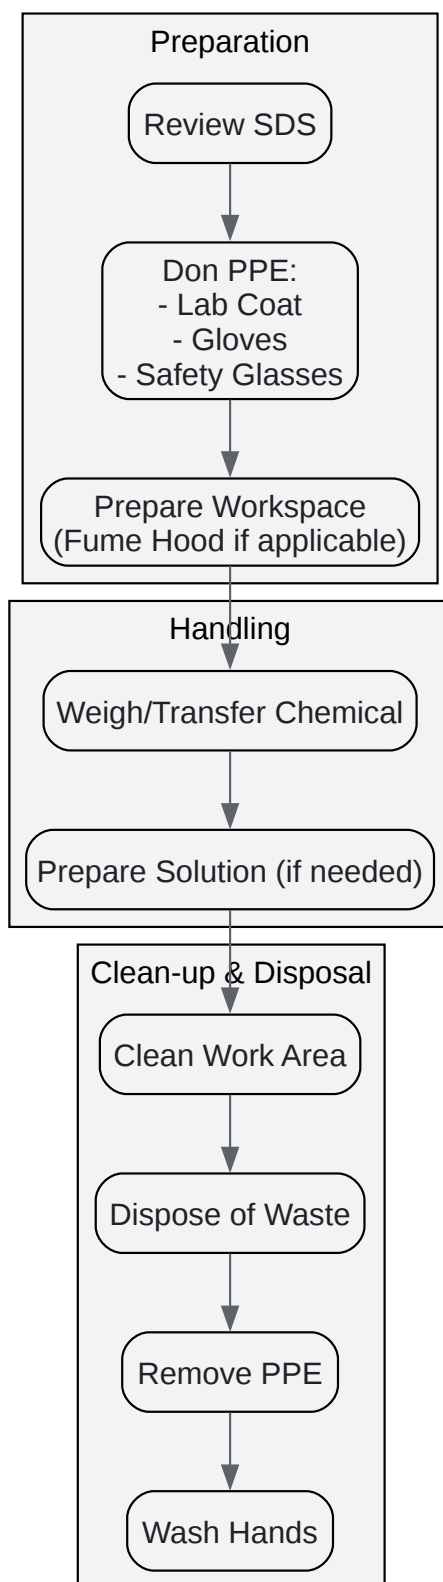 Preparation
Review SDS
Don PPE:
- Lab Coat
- Gloves
- Safety Glasses
Prepare Workspace
(Fume Hood if applicable)
Handling
Weigh/Transfer Chemical
Prepare Solution (if needed)
Clean-up & Disposal
Clean Work Area
Dispose of Waste
Remove PPE
Wash Hands